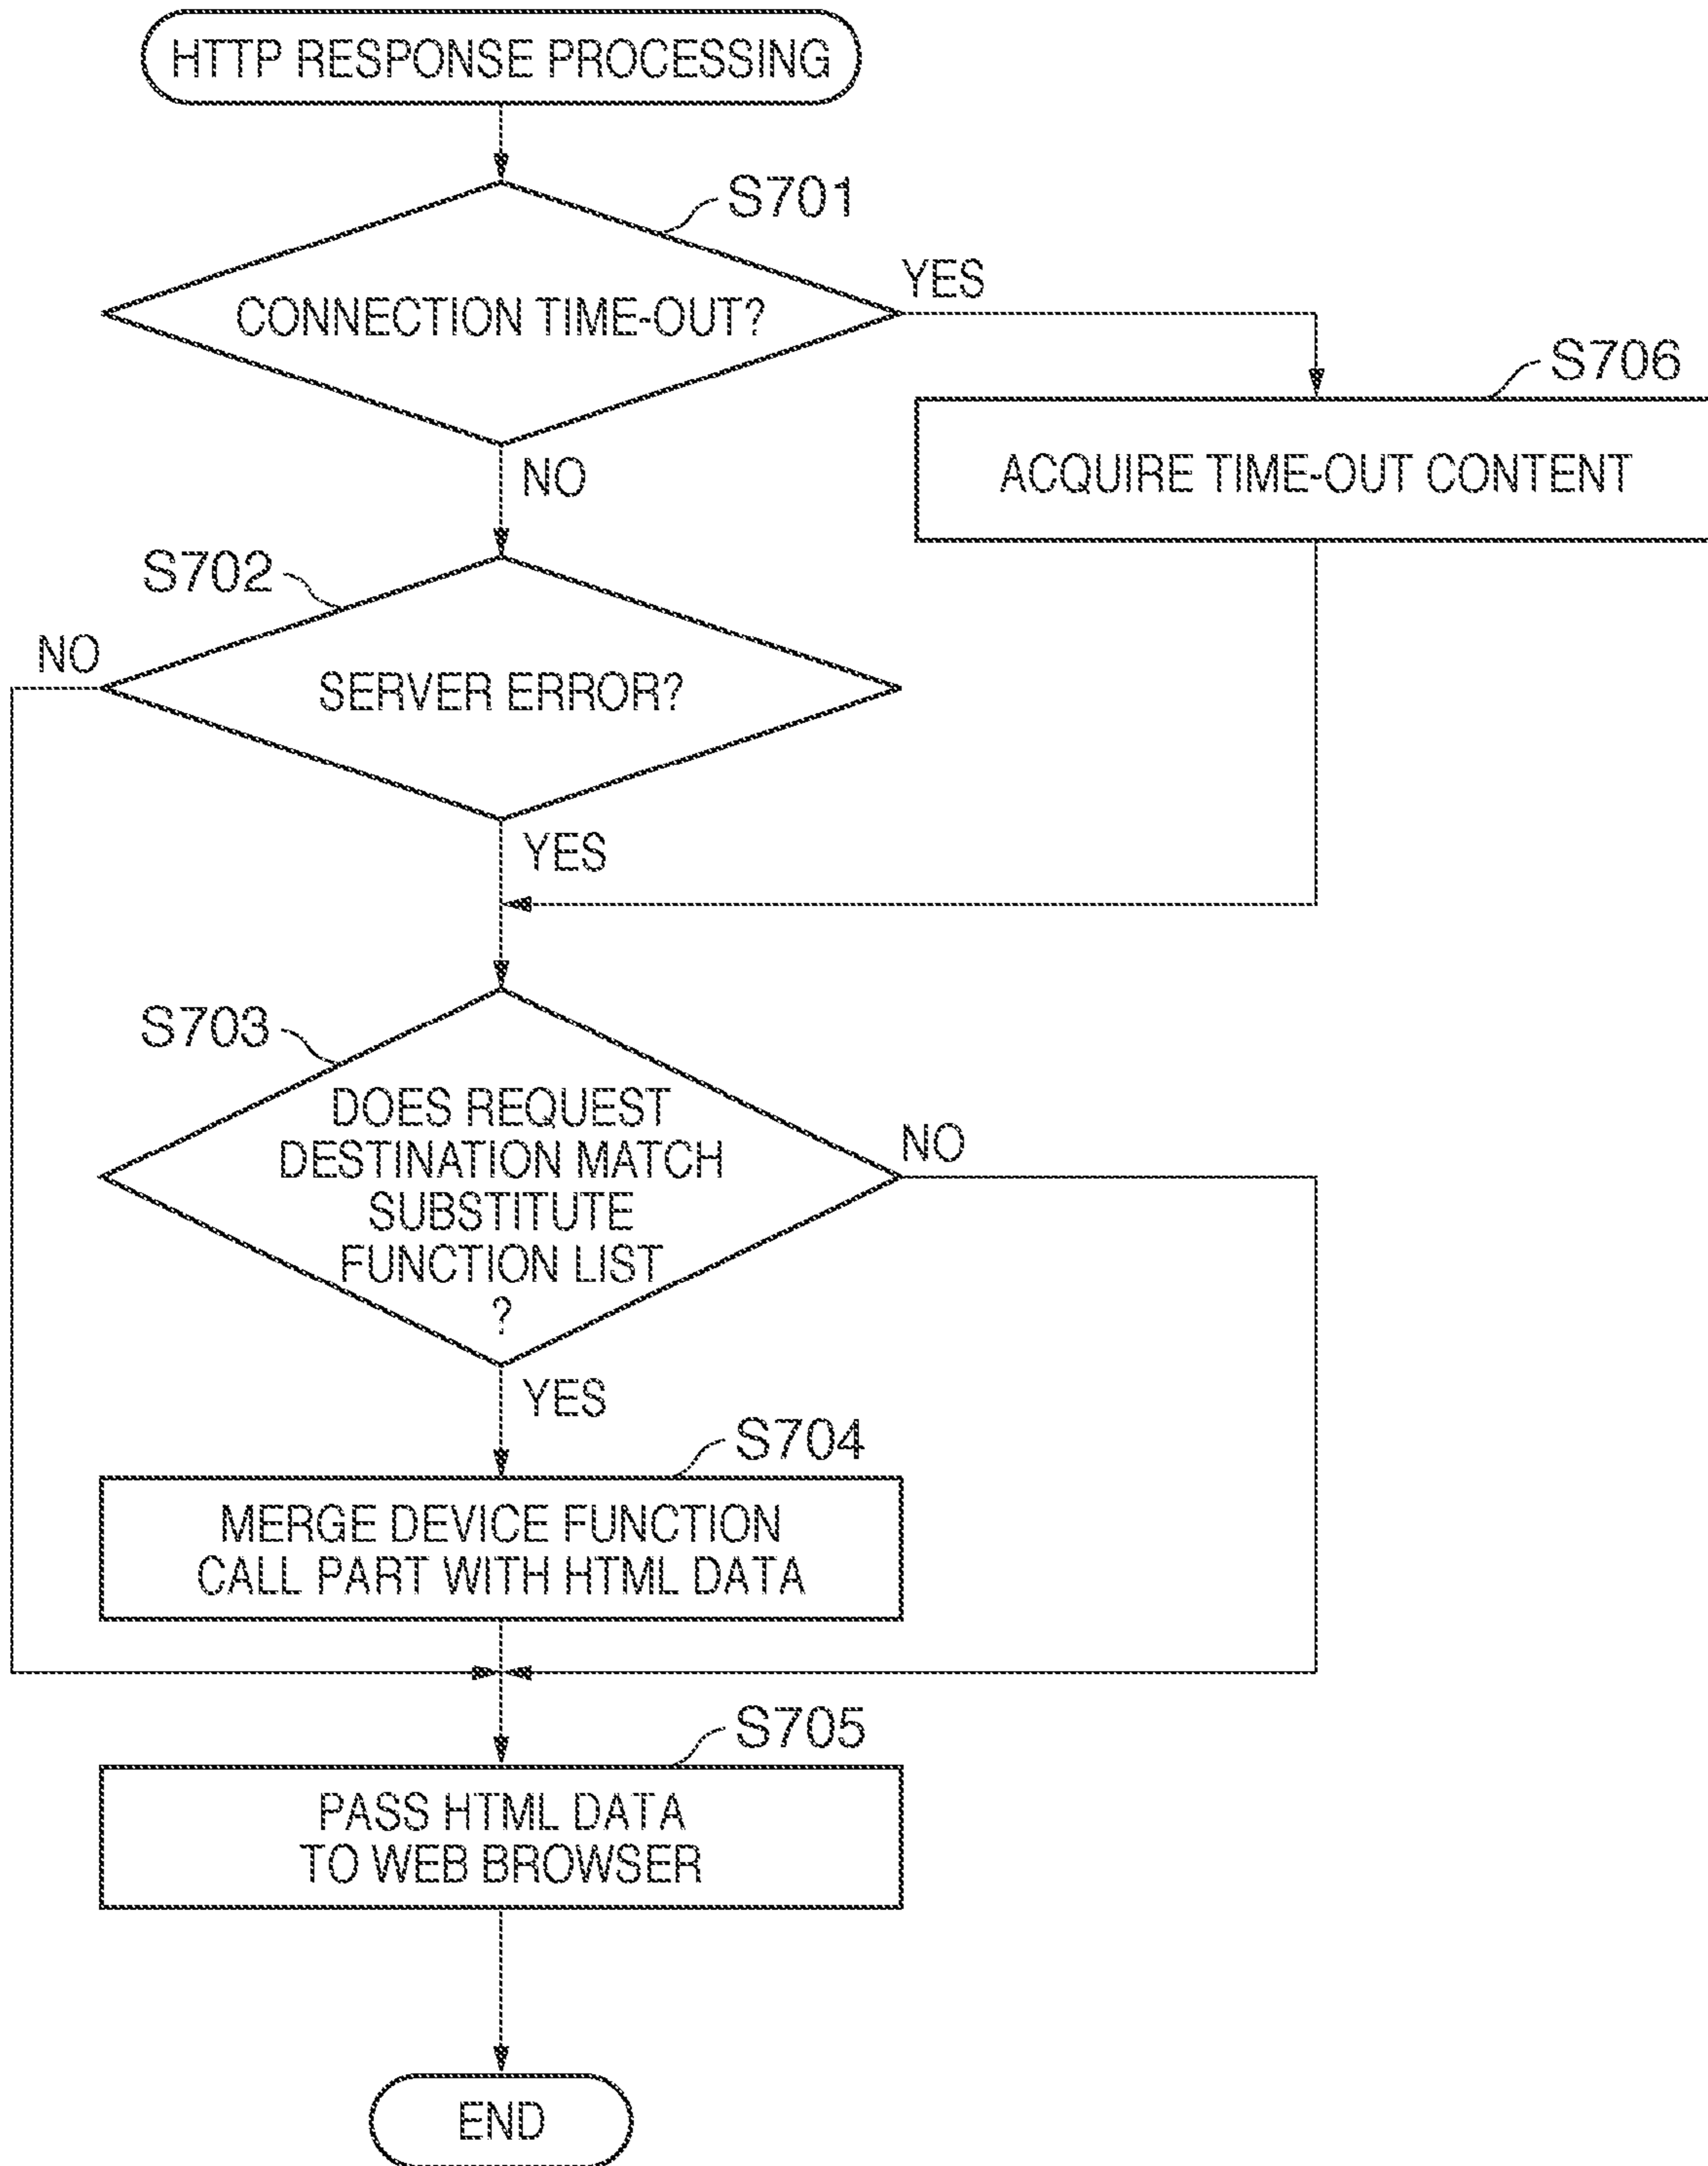 HTTP RESPONSE PROCESSING
S701
CONNECTION TIME-OUT?
YES
S706
ACQUIRE TIME-OUT CONTENT
NO
S702
NO
SERVER ERROR?
YES
S703
DOES REQUEST
DESTINATION MATCH
SUBSTITUTE
FUNCTION LIST
?
NO
YES
S704
MERGE DEVICE FUNCTION
CALL PART WITH HTML DATA
S705
PASS HTML DATA
TO WEB BROWSER
END